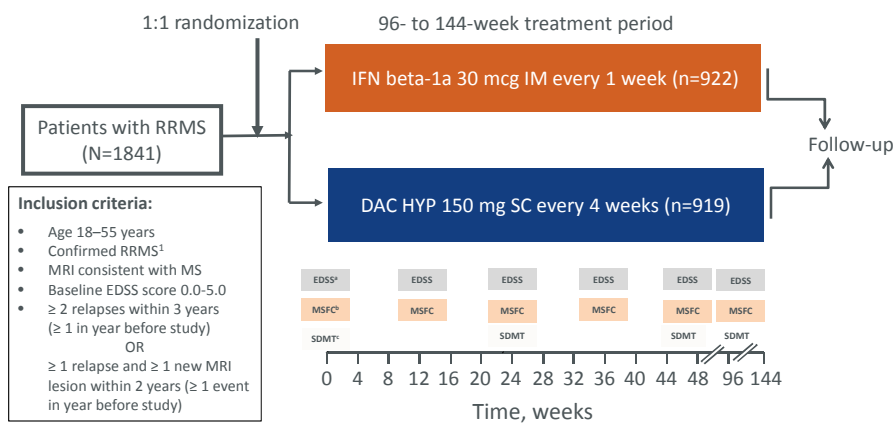 1:1 randomization
96- to 144-week treatment period
IFN beta-1a 30 mcg IM every 1 week (n=922)
Patients with RRMS
(N=1841)
Follow-up
DAC HYP 150 mg SC every 4 weeks (n=919)
Inclusion criteria:
• Age 18–55 years
• Confirmed RRMS¹
• MRI consistent with MS
• Baseline EDSS score 0.0-5.0
• ≥ 2 relapses within 3 years
(≥ 1 in year before study)
OR
≥ 1 relapse and ≥ 1 new MRI
lesion within 2 years (≥ 1 event
in year before study)
EDSSᵃ EDSS EDSS EDSS EDSS EDSS
MSFCᵇ MSFC MSFC MSFC MSFC MSFC
SDMTᶜ SDMT SDMT SDMT
0 4 8 12 16 20 24 28 32 36 40 44 48 96 144
Time, weeks